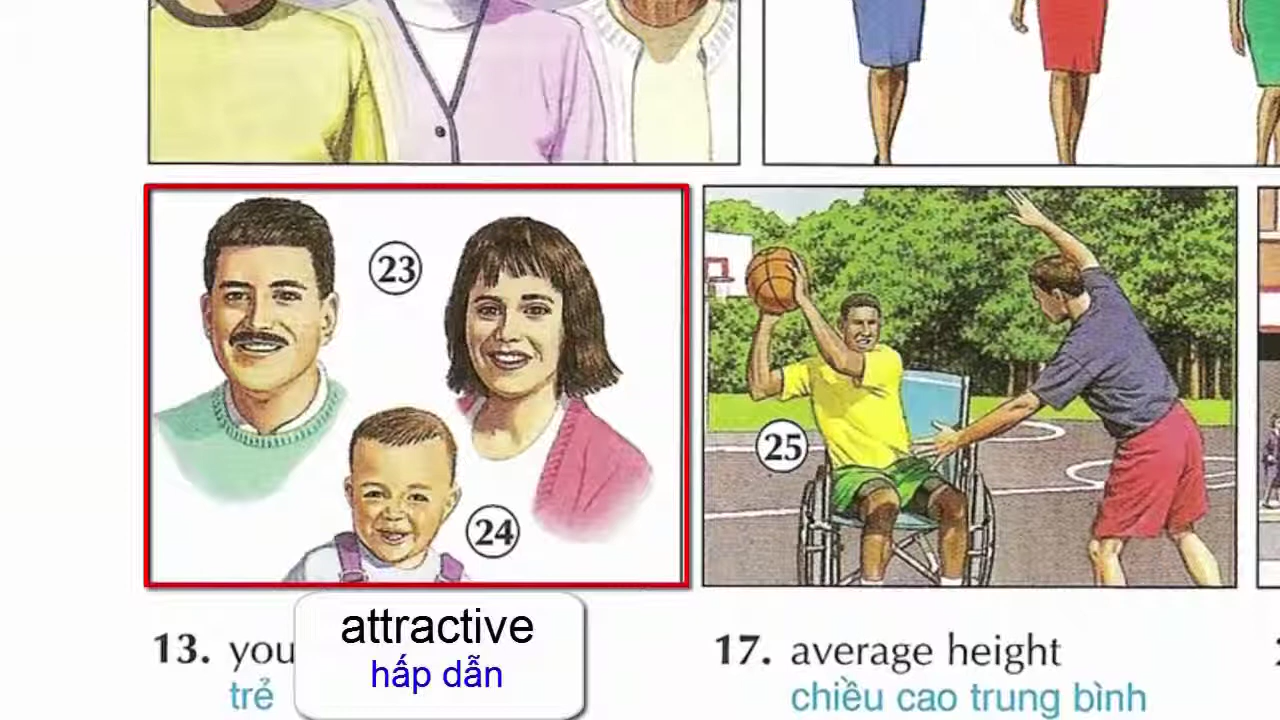 23
24
25
13. you
trẻ
attractive
hấp dẫn
17. average height
chiều cao trung bình